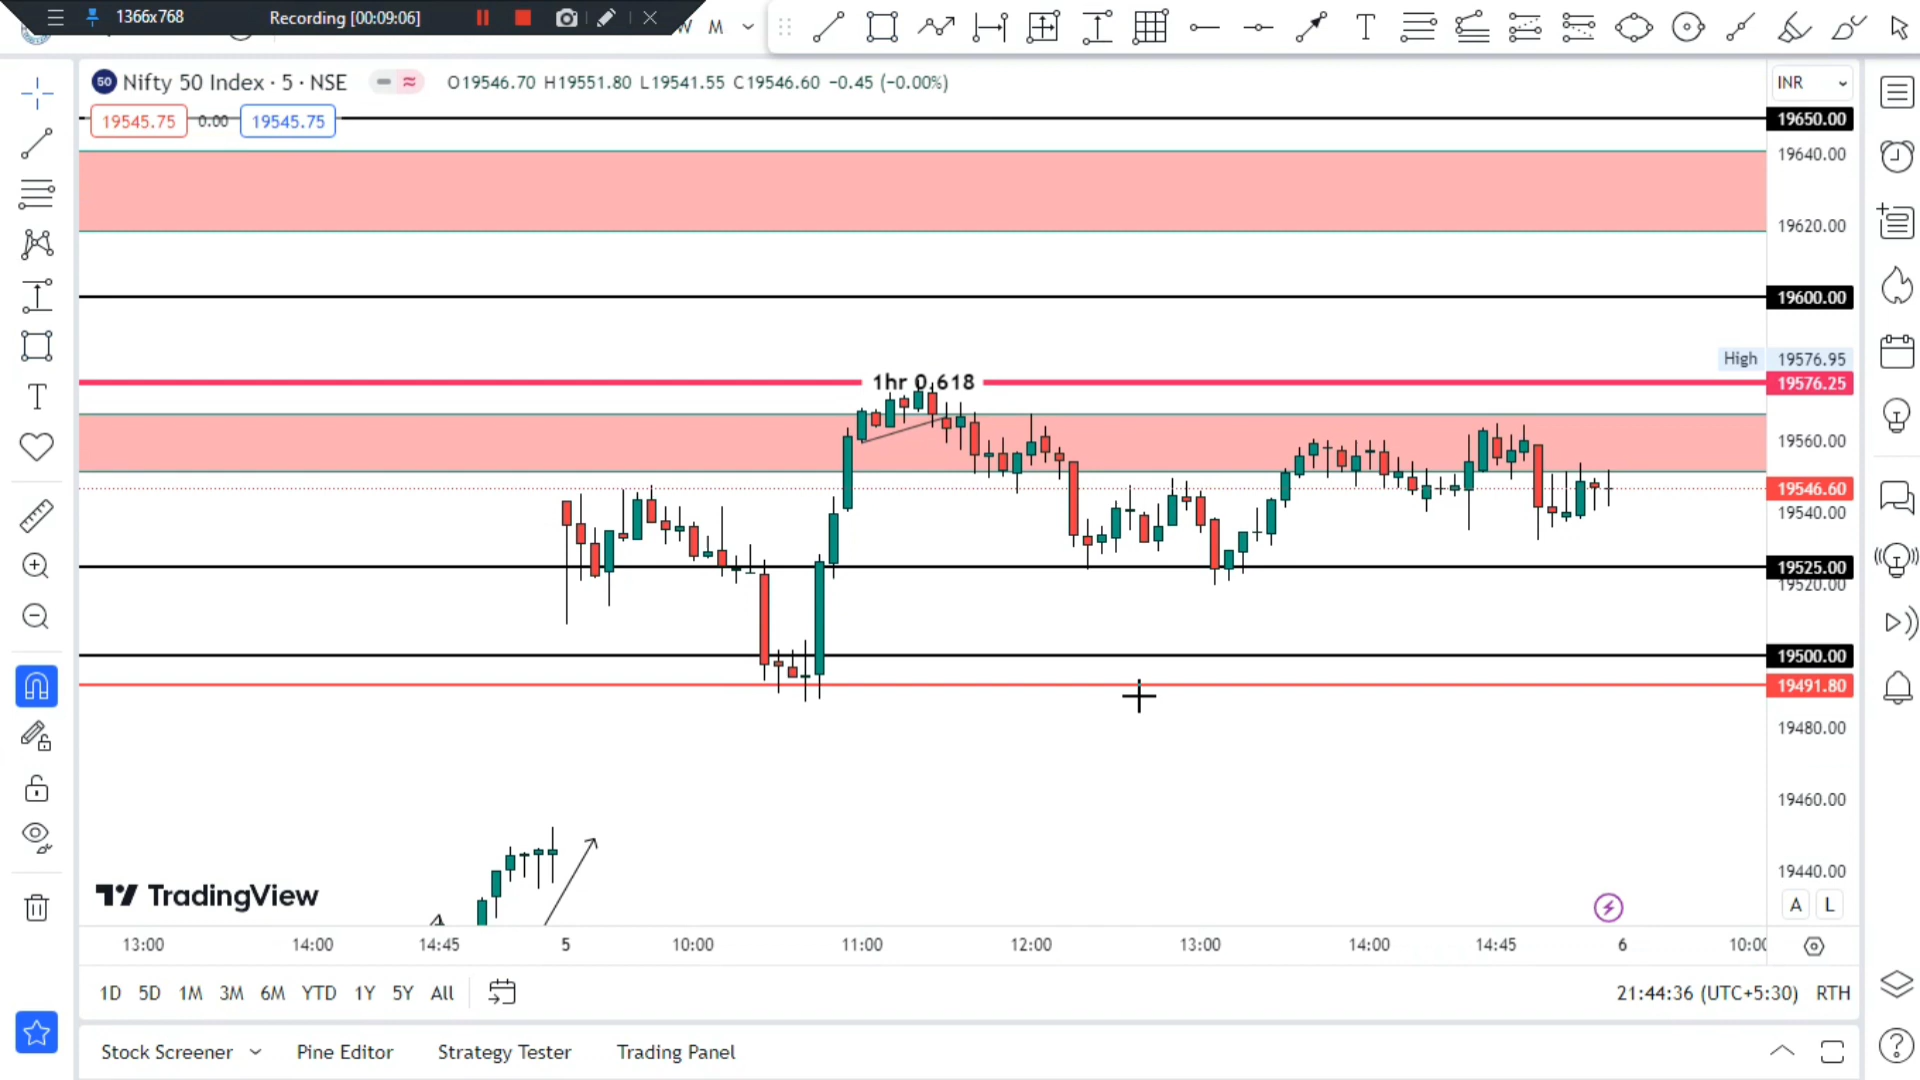 1366x768 Recording [00:09:06]
M
T
Nifty 50 Index · 5 · NSE O19546.70 H19551.80 L19541.55 C19546.60 −0.45 (−0.00%)
50
INR
19545.75 0.00 19545.75
19650.00
19640.00
19620.00
19600.00
High 19576.95
1hr 0.618
19576.25
19560.00
19546.60
19540.00
19525.00
19520.00
19500.00
19491.80
19480.00
19460.00
19440.00
TradingView
A L
13:00 14:00 14:45 5 10:00 11:00 12:00 13:00 14:00 14:45 6
1D 5D 1M 3M 6M YTD 1Y 5Y All
21:44:36 (UTC+5:30) RTH
Stock Screener Pine Editor Strategy Tester Trading Panel